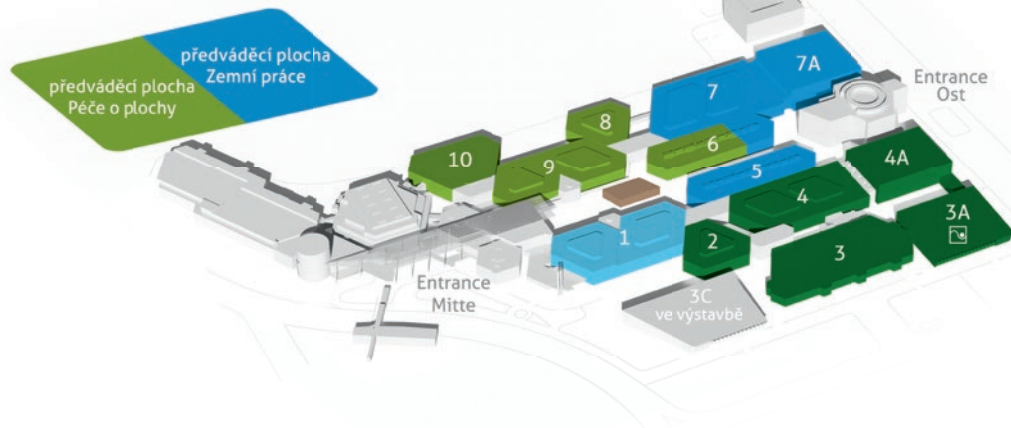 předváděcí plocha
Zemní práce
předváděcí plocha
Péče o plochy
7A
Entrance
Ost
7
8
6
10
9
5
4A
4
3A
1
2
3
Entrance
Mitte
3C
ve výstavbě